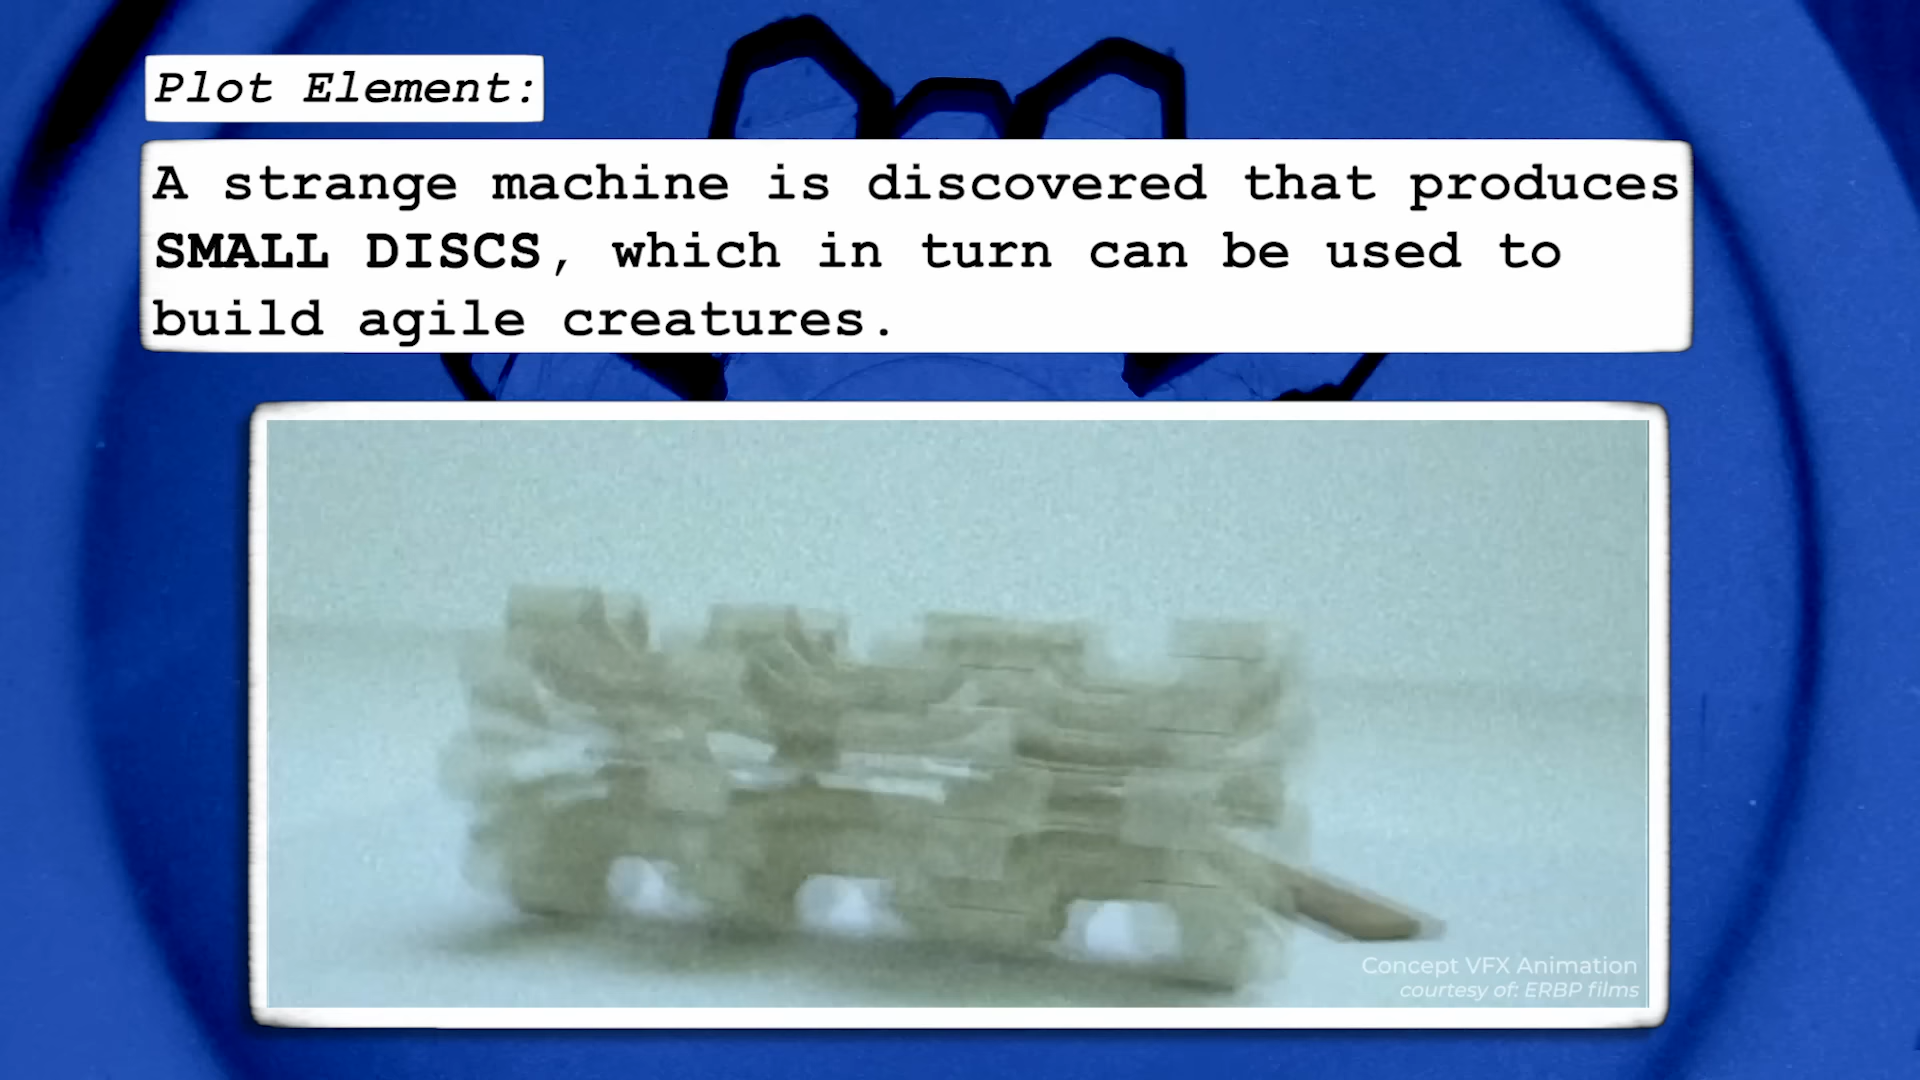 Plot Element:
A strange machine is discovered that produces
SMALL DISCS, which in turn can be used to
build agile creatures.
Concept VFX Animation
courtesy of: ERBP films